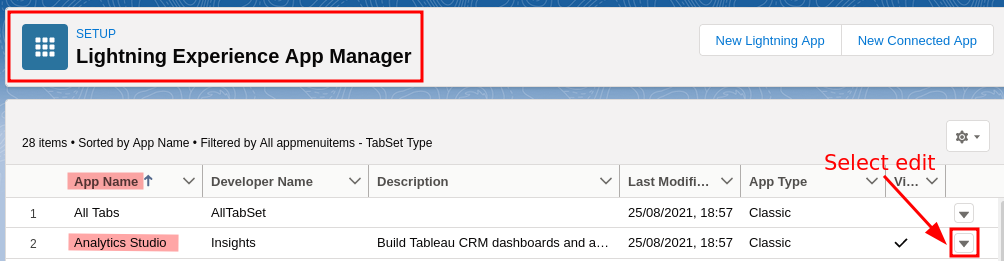 SETUP
Lightning Experience App Manager
New Lightning App
New Connected App
28 items • Sorted by App Name • Filtered by All appmenuitems - TabSet Type
Select edit
App Name Developer Name Description Last Modifi... App Type Vi...
1 All Tabs AllTabSet 25/08/2021, 18:57 Classic
2 Analytics Studio Insights Build Tableau CRM dashboards and a... 25/08/2021, 18:57 Classic